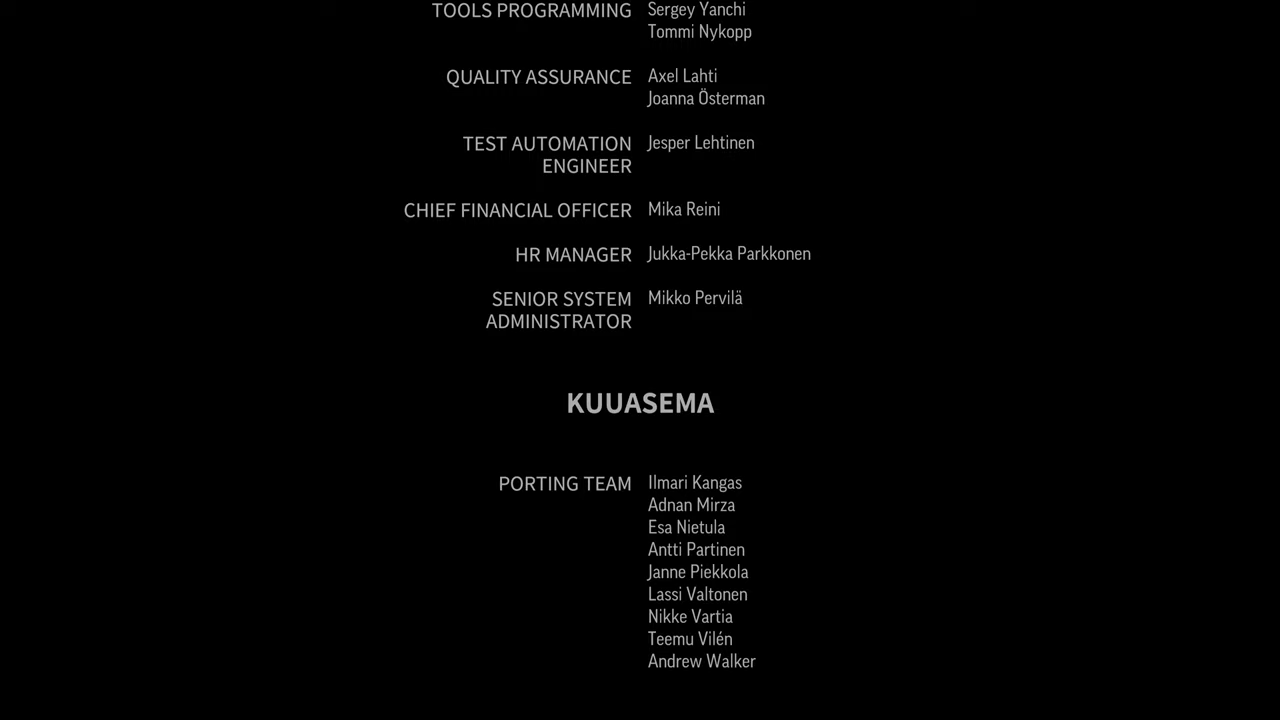 TOOLS PROGRAMMING Sergey Yanchi
Tommi Nykopp
QUALITY ASSURANCE Axel Lahti
Joanna Österman
TEST AUTOMATION Jesper Lehtinen
ENGINEER
CHIEF FINANCIAL OFFICER Mika Reini
HR MANAGER Jukka-Pekka Parkkonen
SENIOR SYSTEM Mikko Pervilä
ADMINISTRATOR
KUUASEMA
PORTING TEAM Ilmari Kangas
Adnan Mirza
Esa Nietula
Antti Partinen
Janne Piekkola
Lassi Valtonen
Nikke Vartia
Teemu Vilén
Andrew Walker